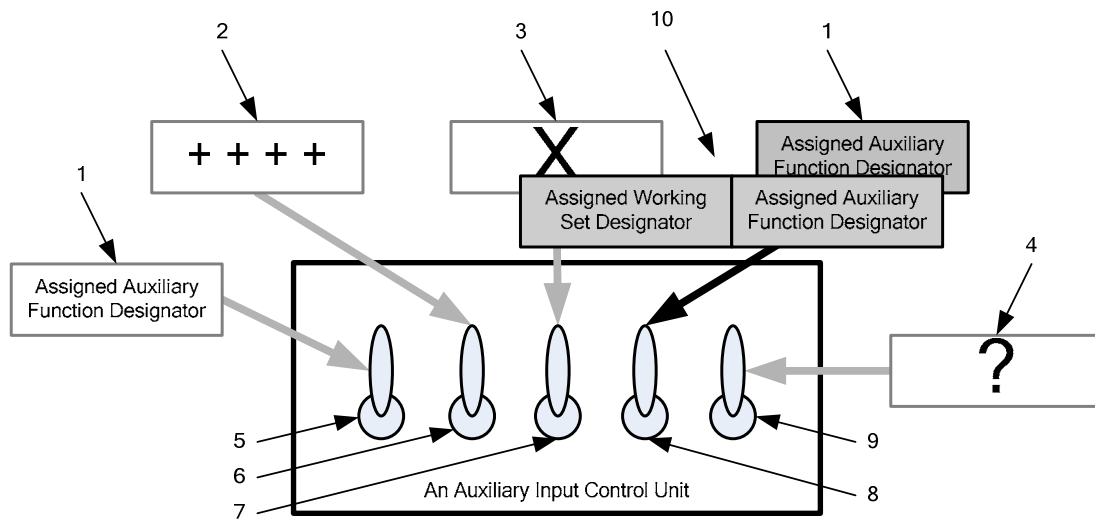 10
2
3
1
+ + + +
X
Assigned Auxiliary
Function Designator
1
Assigned Working
Set Designator
Assigned Auxiliary
Function Designator
4
Assigned Auxiliary
Function Designator
?
5
9
6
7
8
An Auxiliary Input Control Unit